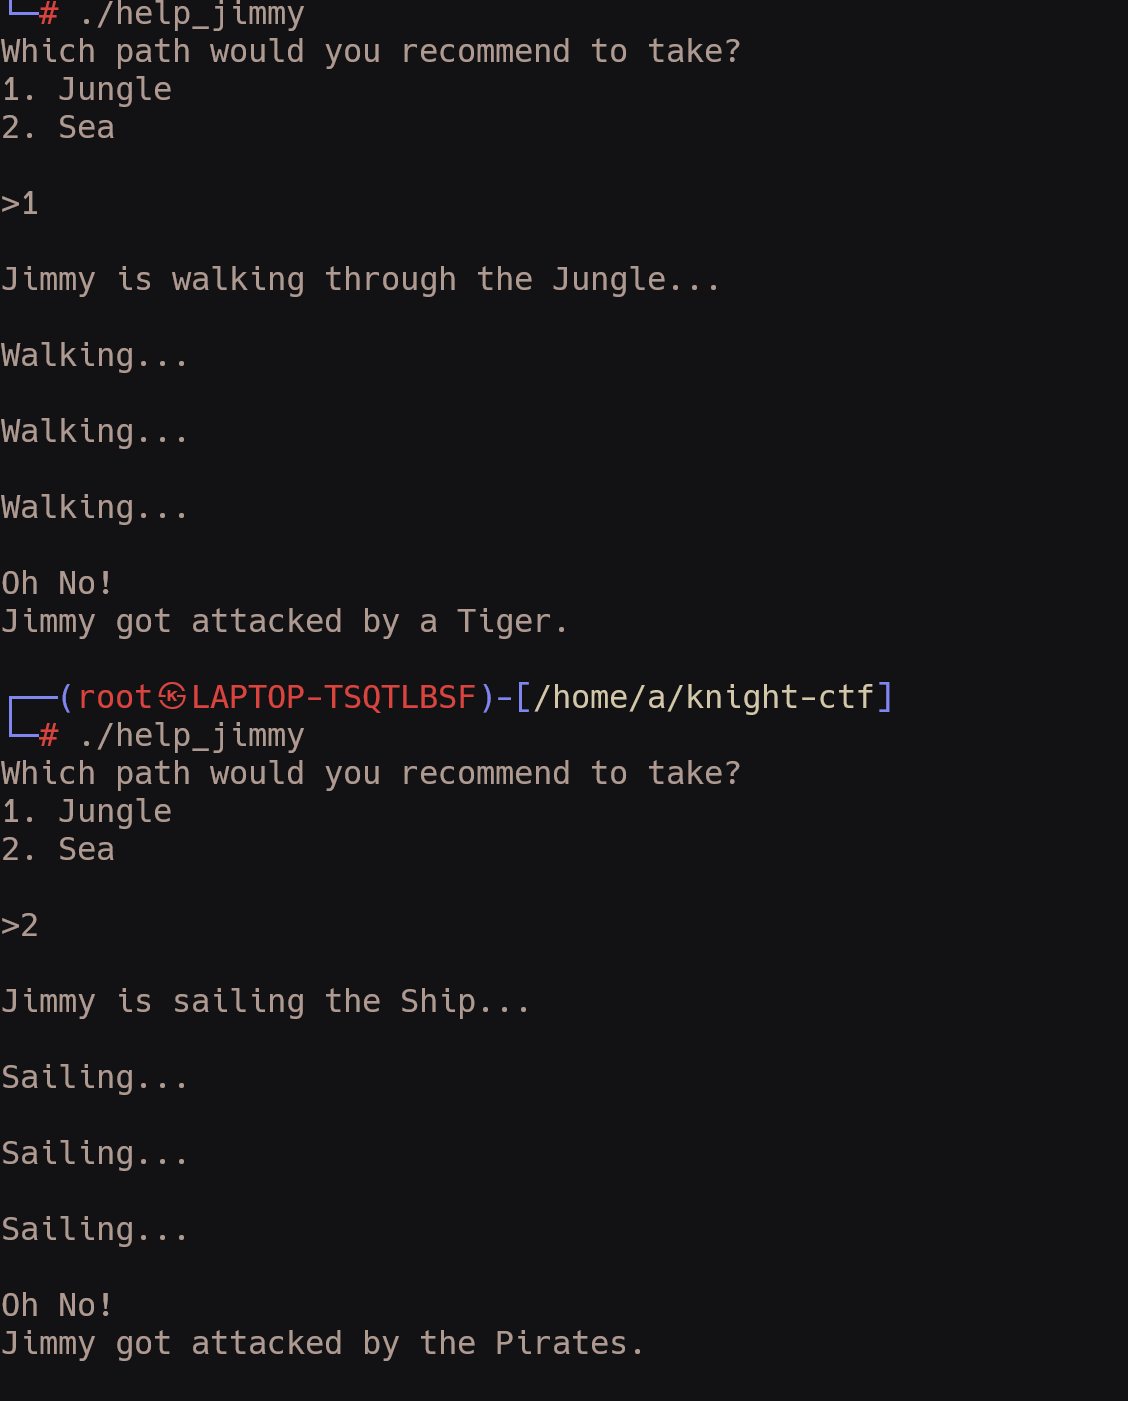 └─# ./help_jimmy
Which path would you recommend to take?
1. Jungle
2. Sea
>1
Jimmy is walking through the Jungle...
Walking...
Walking...
Walking...
Oh No!
Jimmy got attacked by a Tiger.
┌──(root㉿LAPTOP-TSQTLBSF)-[/home/a/knight-ctf]
└─# ./help_jimmy
Which path would you recommend to take?
1. Jungle
2. Sea
>2
Jimmy is sailing the Ship...
Sailing...
Sailing...
Sailing...
Oh No!
Jimmy got attacked by the Pirates.